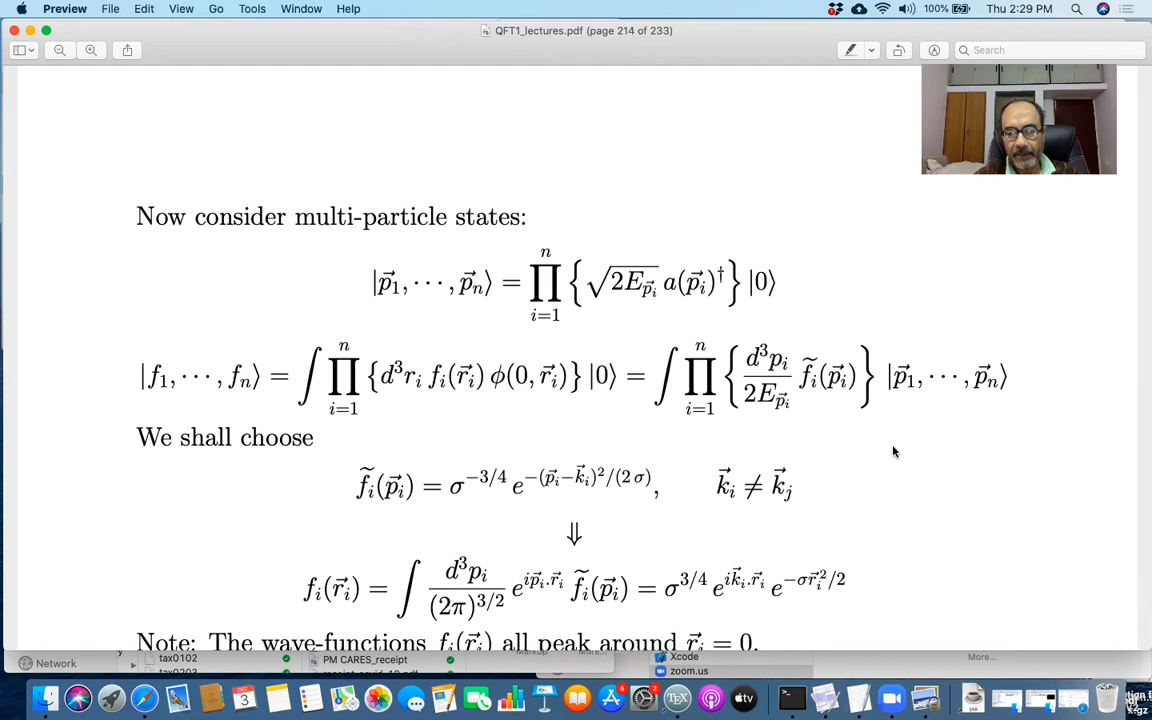 Preview File Edit View Go Tools Window Help 100% Thu 2:29 PM
QFT1_lectures.pdf (page 214 of 233)
Search
Now consider multi-particle states:
|p⃗₁, ⋯, p⃗ₙ⟩ = ∏ᵢ₌₁ⁿ {√(2E_p⃗ᵢ) a(p⃗ᵢ)†} |0⟩
|f₁, ⋯, fₙ⟩ = ∫ ∏ᵢ₌₁ⁿ {d³rᵢ fᵢ(r⃗ᵢ) ϕ(0, r⃗ᵢ)} |0⟩ = ∫ ∏ᵢ₌₁ⁿ {d³pᵢ/2E_p⃗ᵢ f̃ᵢ(p⃗ᵢ)} |p⃗₁, ⋯, p⃗ₙ⟩
We shall choose
f̃ᵢ(p⃗ᵢ) = σ^{-3/4} e^{-(p⃗ᵢ-k⃗ᵢ)²/(2σ)}, k⃗ᵢ ≠ k⃗ⱼ
⇓
fᵢ(r⃗ᵢ) = ∫ d³pᵢ/(2π)^{3/2} e^{ip⃗ᵢ.r⃗ᵢ} f̃ᵢ(p⃗ᵢ) = σ^{3/4} e^{ik⃗ᵢ.r⃗ᵢ} e^{-σr⃗ᵢ²/2}
Note: The wave-functions fᵢ(r⃗ᵢ) all peak around r⃗ᵢ = 0.
Network tax0102 PM CARES_receipt Xcode More...
zoom.us